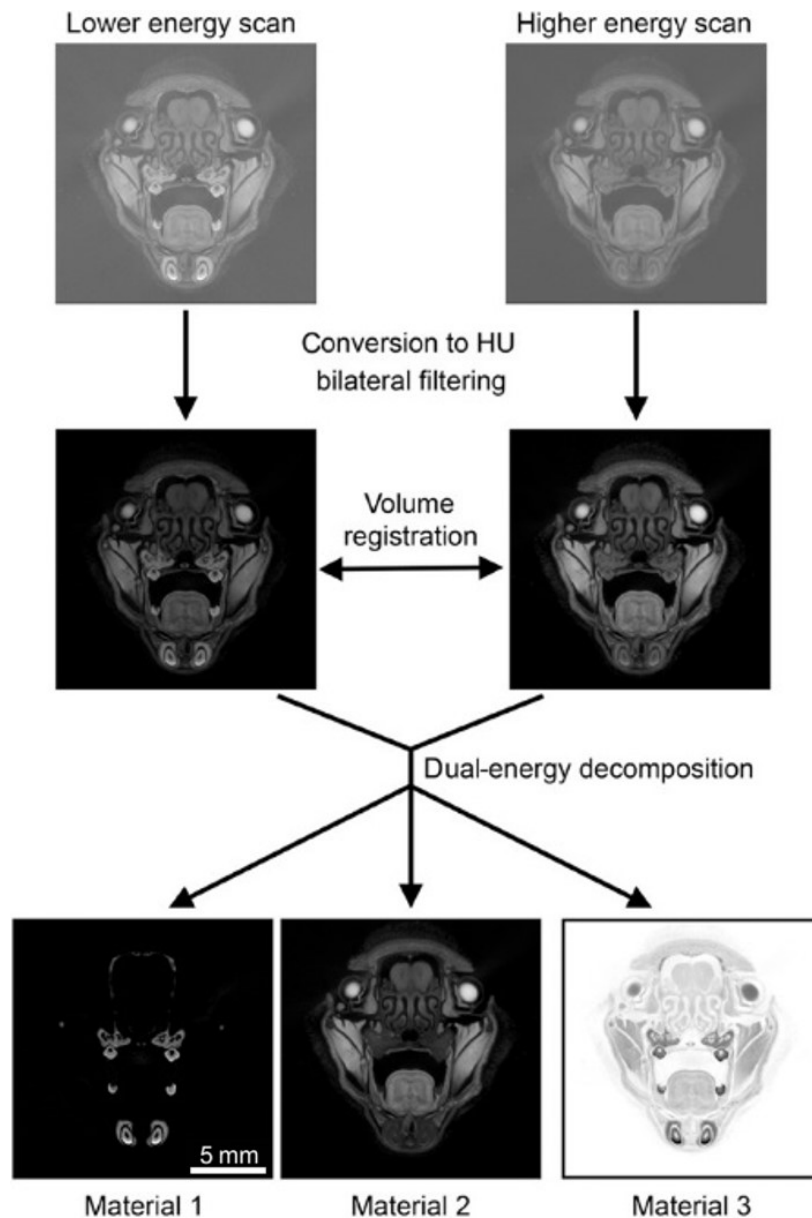 Lower energy scan
Higher energy scan
Conversion to HU
bilateral filtering
Volume
registration
Dual-energy decomposition
5 mm
Material 1
Material 2
Material 3